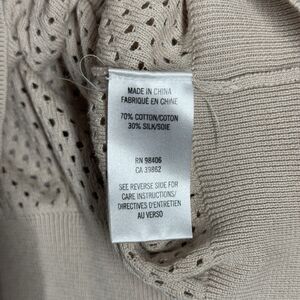 MADE IN CHINA
FABRIQUÉ EN CHINE
70% COTTON/COTON
30% SILK/SOIE
RN 98406
CA 39862
SEE REVERSE SIDE FOR
CARE INSTRUCTIONS/
DIRECTIVES D'ENTRETIEN
AU VERSO